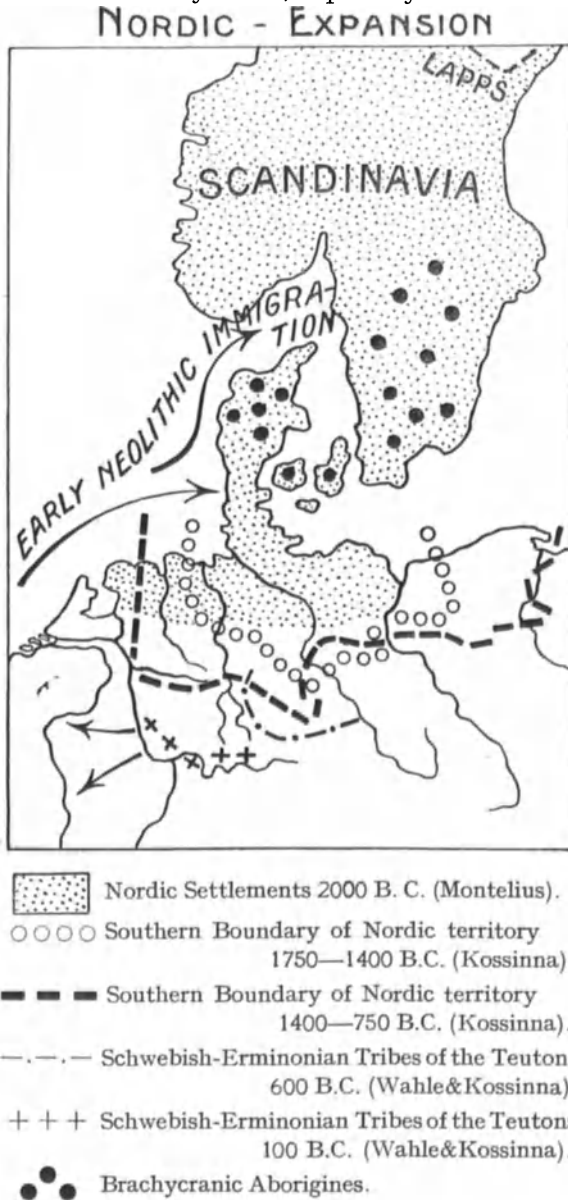 NORDIC - EXPANSION
LAPPS
SCANDINAVIA
EARLY NEOLITHIC IMMIGRA-
TION
Nordic Settlements 2000 B. C. (Montelius).
Southern Boundary of Nordic territory
1750—1400 B.C. (Kossinna)
Southern Boundary of Nordic territory
1400—750 B.C. (Kossinna).
Schwebish-Erminonian Tribes of the Teuton
600 B.C. (Wahle&Kossinna)
Schwebish-Erminonian Tribes of the Teuton
100 B.C. (Wahle&Kossinna).
Brachycranic Aborigines.